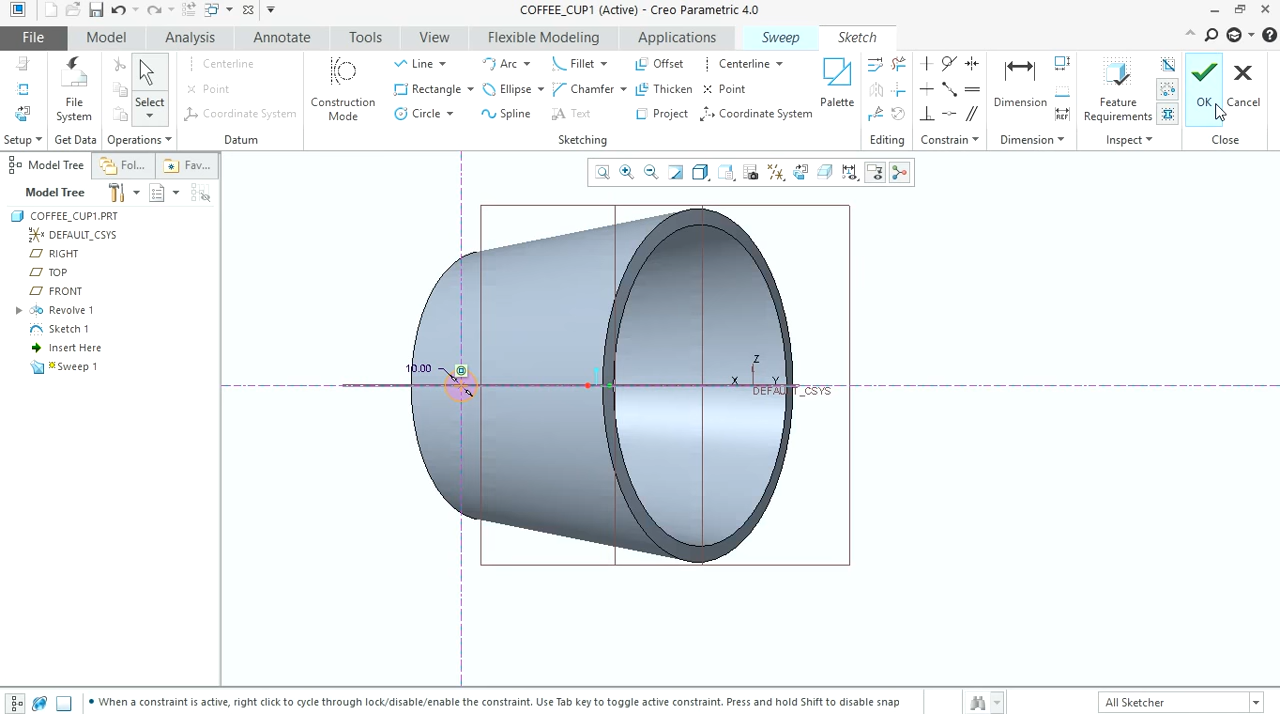 COFFEE_CUP1 (Active) - Creo Parametric 4.0
File Model Analysis Annotate Tools View Flexible Modeling Applications Sweep Sketch
Centerline Line Arc Fillet Offset Centerline
Point Rectangle Ellipse Chamfer Thicken Point
Coordinate System Circle Spline Text Project Coordinate System
File System Select Construction Mode Palette Dimension Feature Requirements OK Cancel
Setup Get Data Operations Datum Sketching Editing Constrain Dimension Inspect Close
Model Tree Fol... Fav...
Model Tree
COFFEE_CUP1.PRT
DEFAULT_CSYS
RIGHT
TOP
FRONT
Revolve 1
Sketch 1
Insert Here
Sweep 1
10.00
Z
X Y
DEFAULT_CSYS
When a constraint is active, right click to cycle through lock/disable/enable the constraint. Use Tab key to toggle active constraint. Press and hold Shift to disable snap
All Sketcher